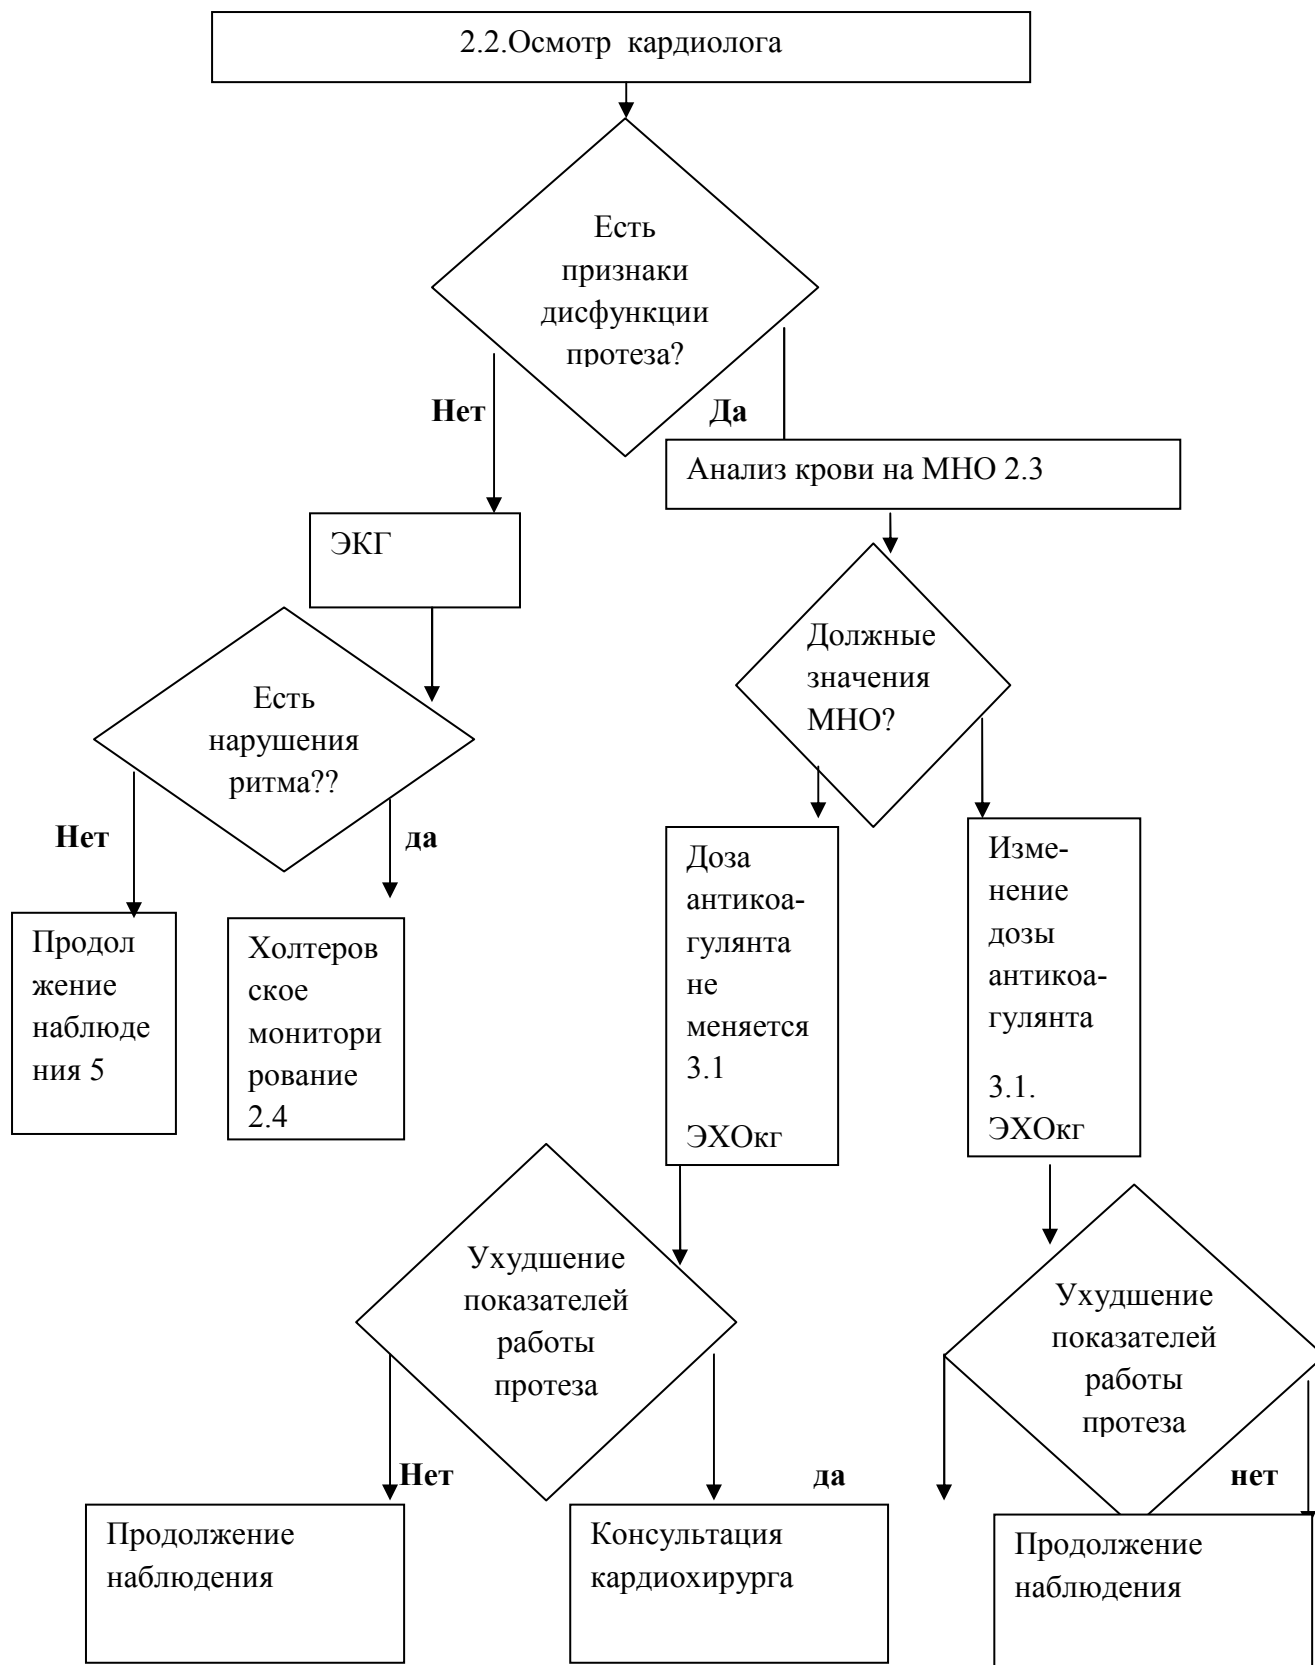 2.2.Осмотр кардиолога
Есть
признаки
дисфункции
протеза?
Нет
Да
Анализ крови на МНО 2.3
ЭКГ
Должные
значения
МНО?
Есть
нарушения
ритма??
Нет
да
Продол
жение
наблюде
ния 5
Холтеров
ское
монитори
рование
2.4
Доза
антикоа-
гулянта
не
меняется
3.1
ЭХОкг
Изме-
нение
дозы
антикоа-
гулянта
3.1.
ЭХОкг
Ухудшение
показателей
работы
протеза
Ухудшение
показателей
работы
протеза
Нет
да
нет
Продолжение
наблюдения
Консультация
кардиохирурга
Продолжение
наблюдения